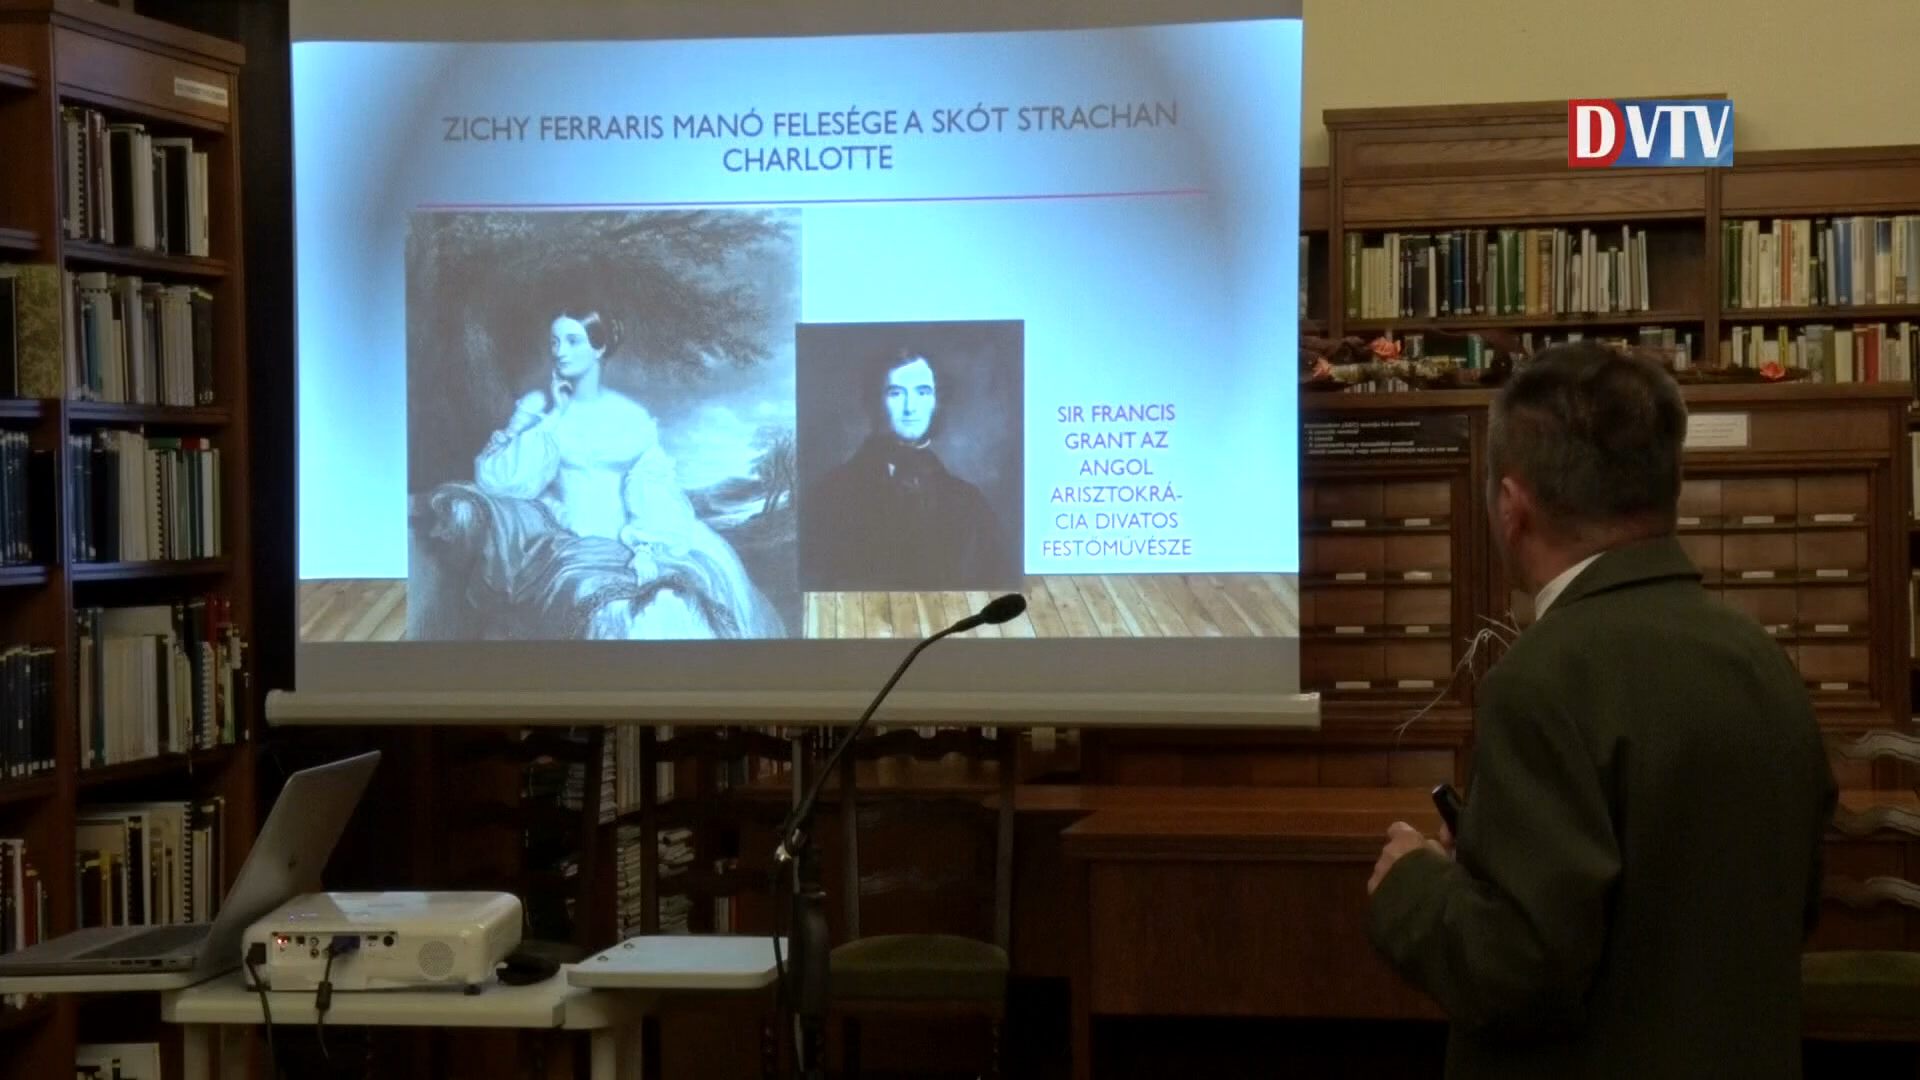 ZICHY FERRARIS MANÓ FELESÉGE A SKÓT STRACHAN
CHARLOTTE
DVTV
SIR FRANCIS
GRANT AZ
ANGOL
ARISZTOKRÁ-
CIA DIVATOS
FESTŐMŰVÉSZE